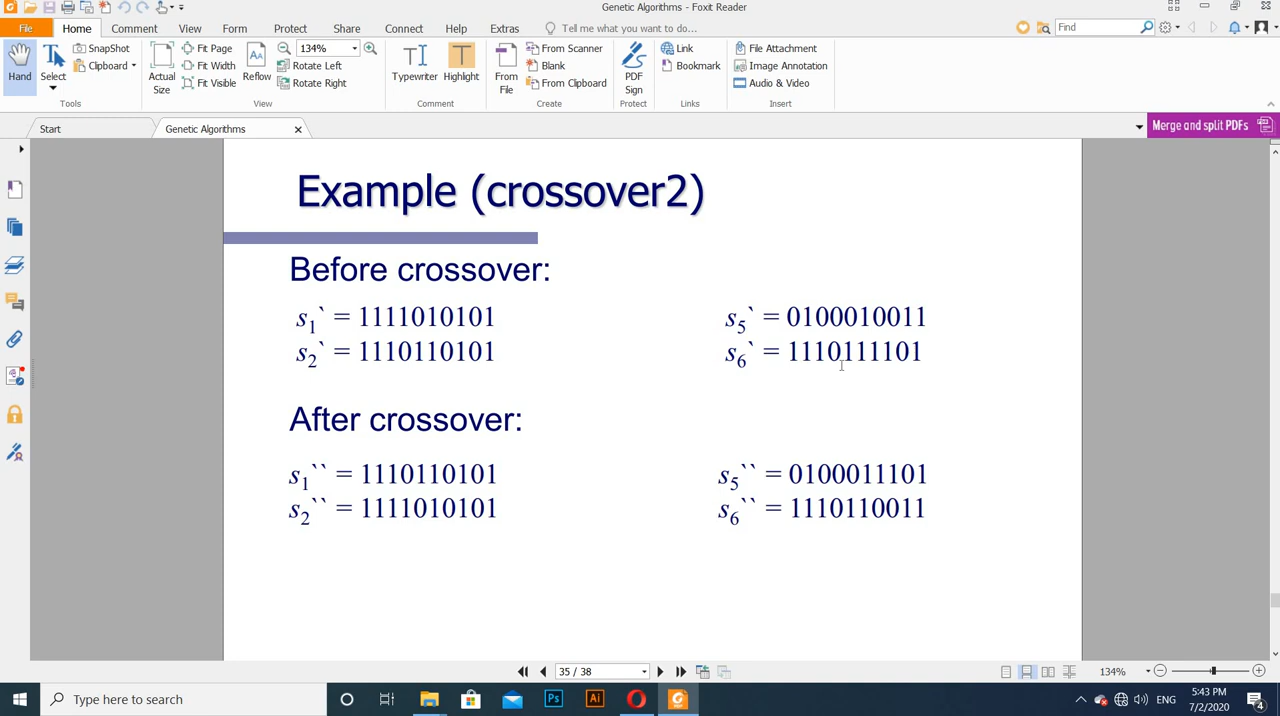 Genetic Algorithms - Foxit Reader
File
Home
Comment
View
Form
Protect
Share
Connect
Help
Extras
Tell me what you want to do...
Find
Hand
Select
SnapShot
Clipboard
Tools
Actual
Size
Fit Page
Fit Width
Fit Visible
Reflow
134%
Rotate Left
Rotate Right
View
Typewriter
Highlight
Comment
From
File
From Scanner
Blank
From Clipboard
Create
PDF
Sign
Protect
Link
Bookmark
Links
File Attachment
Image Annotation
Audio & Video
Insert
Start
Genetic Algorithms
Merge and split PDFs
Example (crossover2)
Before crossover:
s1` = 1111010101
s5` = 0100010011
s2` = 1110110101
s6` = 1110111101
After crossover:
s1`` = 1110110101
s5`` = 0100011101
s2`` = 1111010101
s6`` = 1110110011
35 / 38
134%
Type here to search
Ps
Ai
ENG
5:43 PM
7/2/2020
4